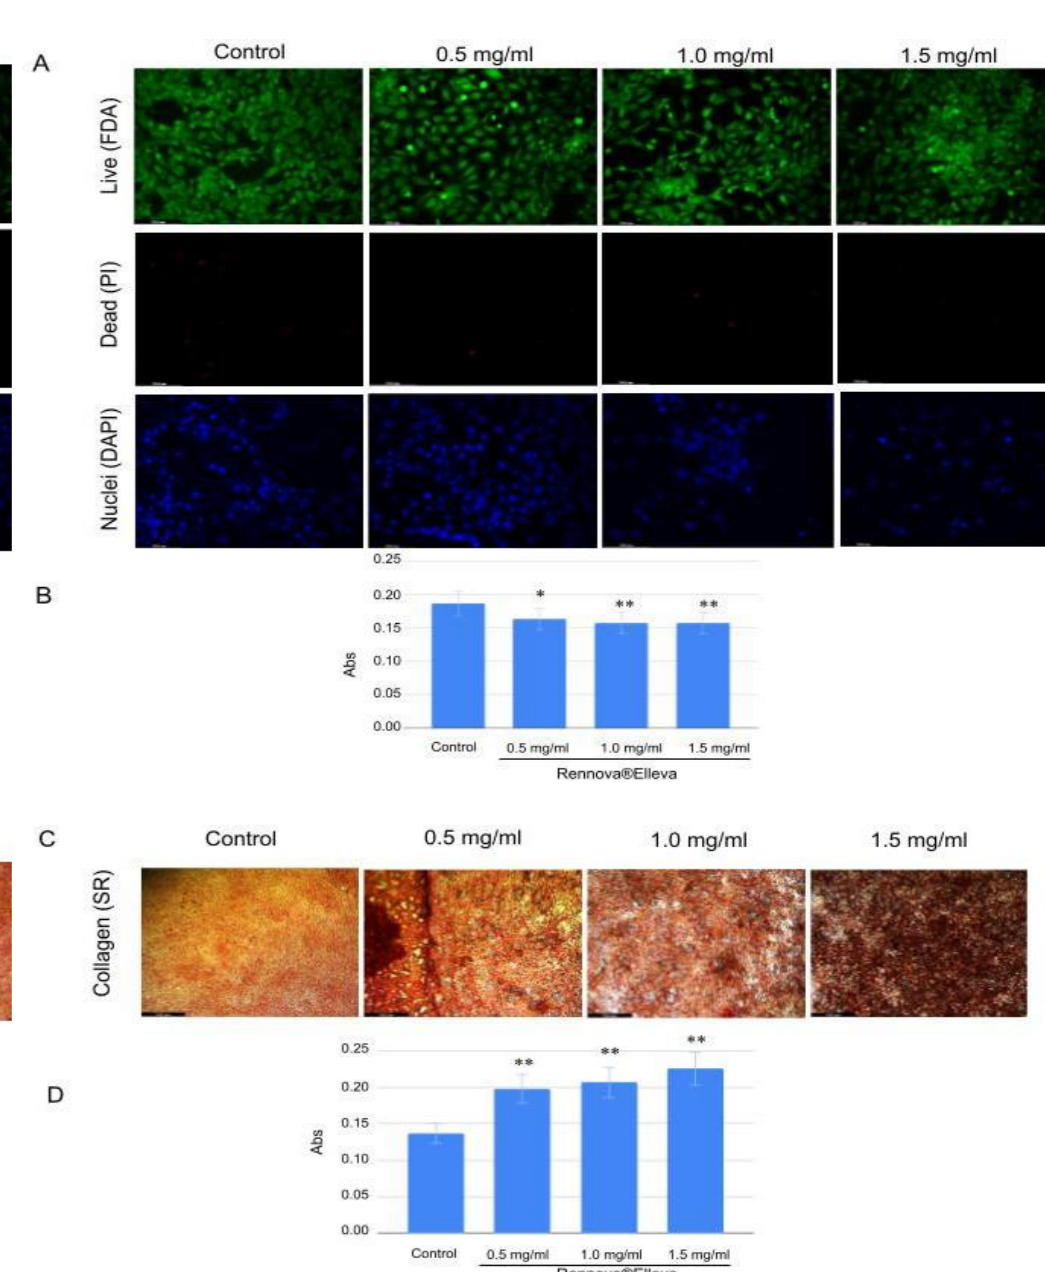 A
Control
0.5 mg/ml
1.0 mg/ml
1.5 mg/ml
Live (FDA)
Dead (PI)
Nuclei (DAPI)
B
0.25
0.20
0.15
0.10
0.05
0.00
Abs
*
**
**
Control
0.5 mg/ml
1.0 mg/ml
1.5 mg/ml
Rennova®Elleva
C
Control
0.5 mg/ml
1.0 mg/ml
1.5 mg/ml
Collagen (SR)
D
0.25
0.20
0.15
0.10
0.05
0.00
Abs
**
**
**
Control
0.5 mg/ml
1.0 mg/ml
1.5 mg/ml
Rennova®Elleva